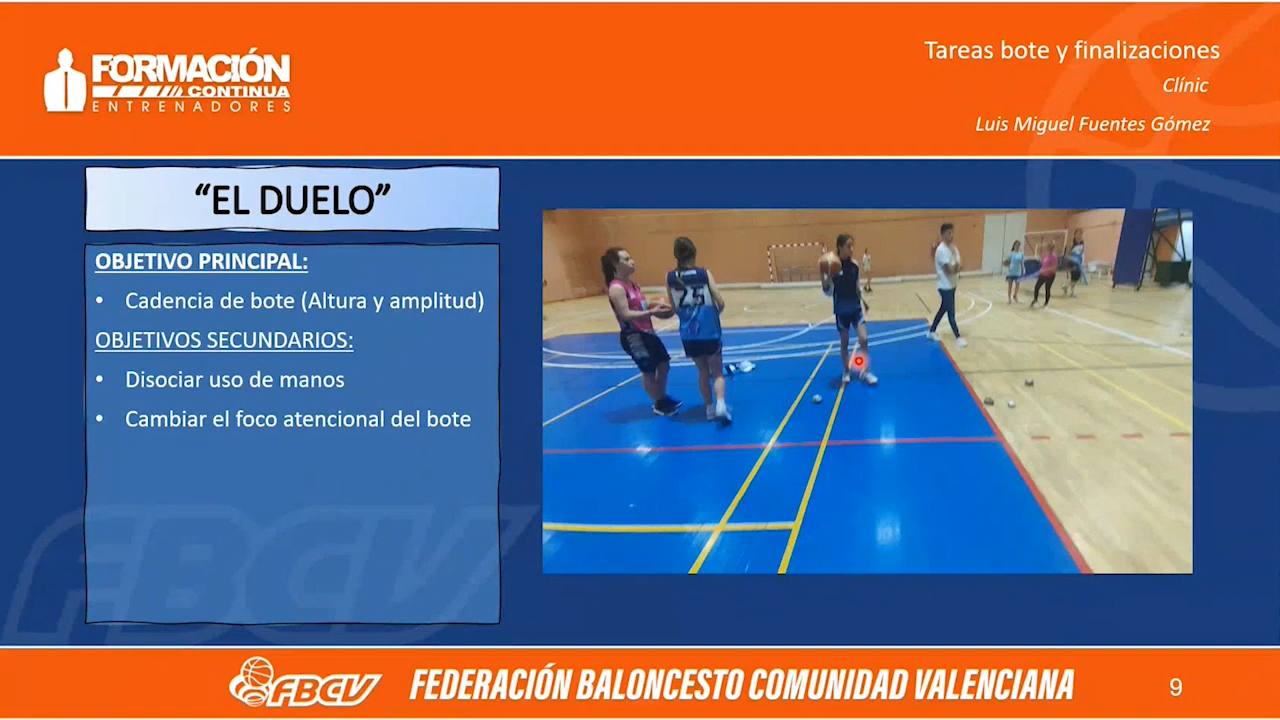 FORMACIÓN
CONTINUA
ENTRENADORES
Tareas bote y finalizaciones
Clínic
Luis Miguel Fuentes Gómez
“EL DUELO”
OBJETIVO PRINCIPAL:
• Cadencia de bote (Altura y amplitud)
OBJETIVOS SECUNDARIOS:
• Disociar uso de manos
• Cambiar el foco atencional del bote
25
FBCV
FBCV
FEDERACIÓN BALONCESTO COMUNIDAD VALENCIANA
9